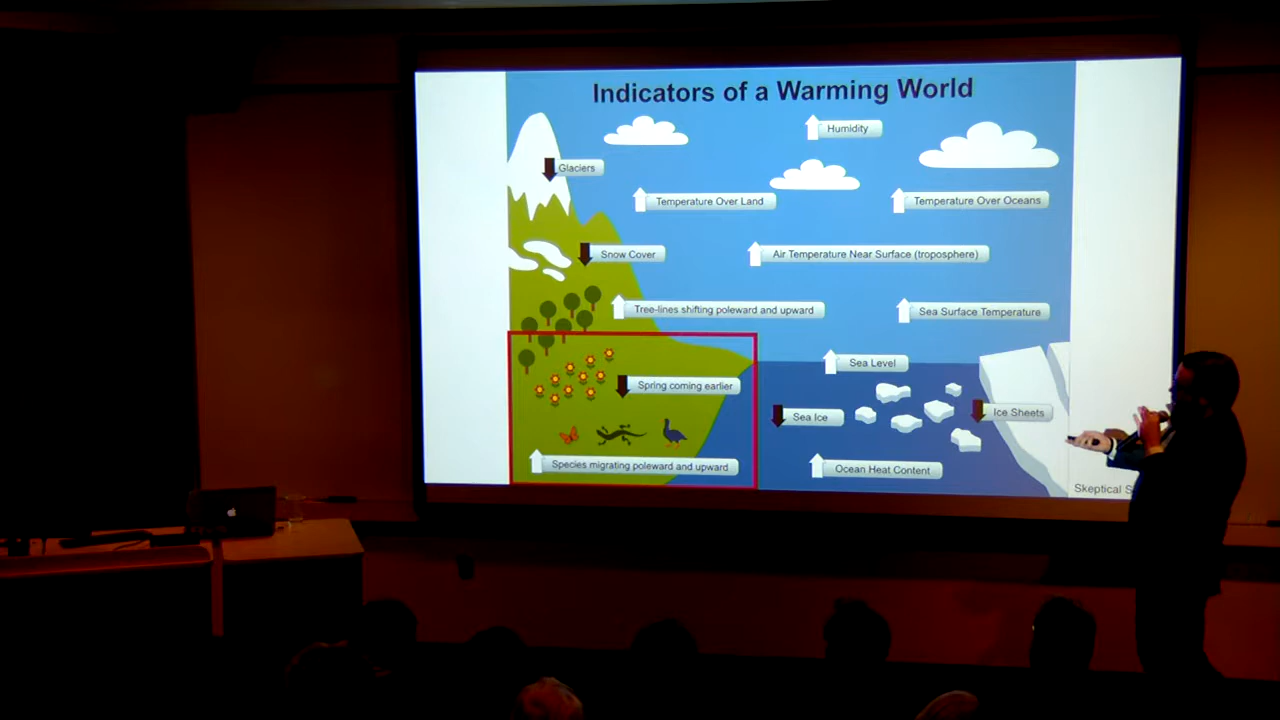 Indicators of a Warming World
Humidity
Glaciers
Temperature Over Land
Temperature Over Oceans
Snow Cover
Air Temperature Near Surface (troposphere)
Tree-lines shifting poleward and upward
Sea Surface Temperature
Sea Level
Spring coming earlier
Sea Ice
Ice Sheets
Species migrating poleward and upward
Ocean Heat Content
Skeptical S